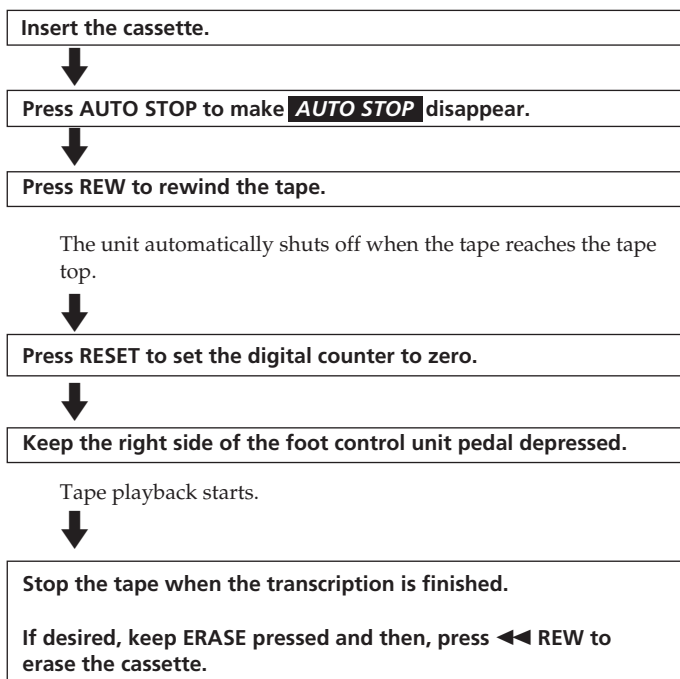 Insert the cassette.
Press AUTO STOP to make AUTO STOP disappear.
Press REW to rewind the tape.
The unit automatically shuts off when the tape reaches the tape
top.
Press RESET to set the digital counter to zero.
Keep the right side of the foot control unit pedal depressed.
Tape playback starts.
Stop the tape when the transcription is finished.
If desired, keep ERASE pressed and then, press ◀◀ REW to
erase the cassette.